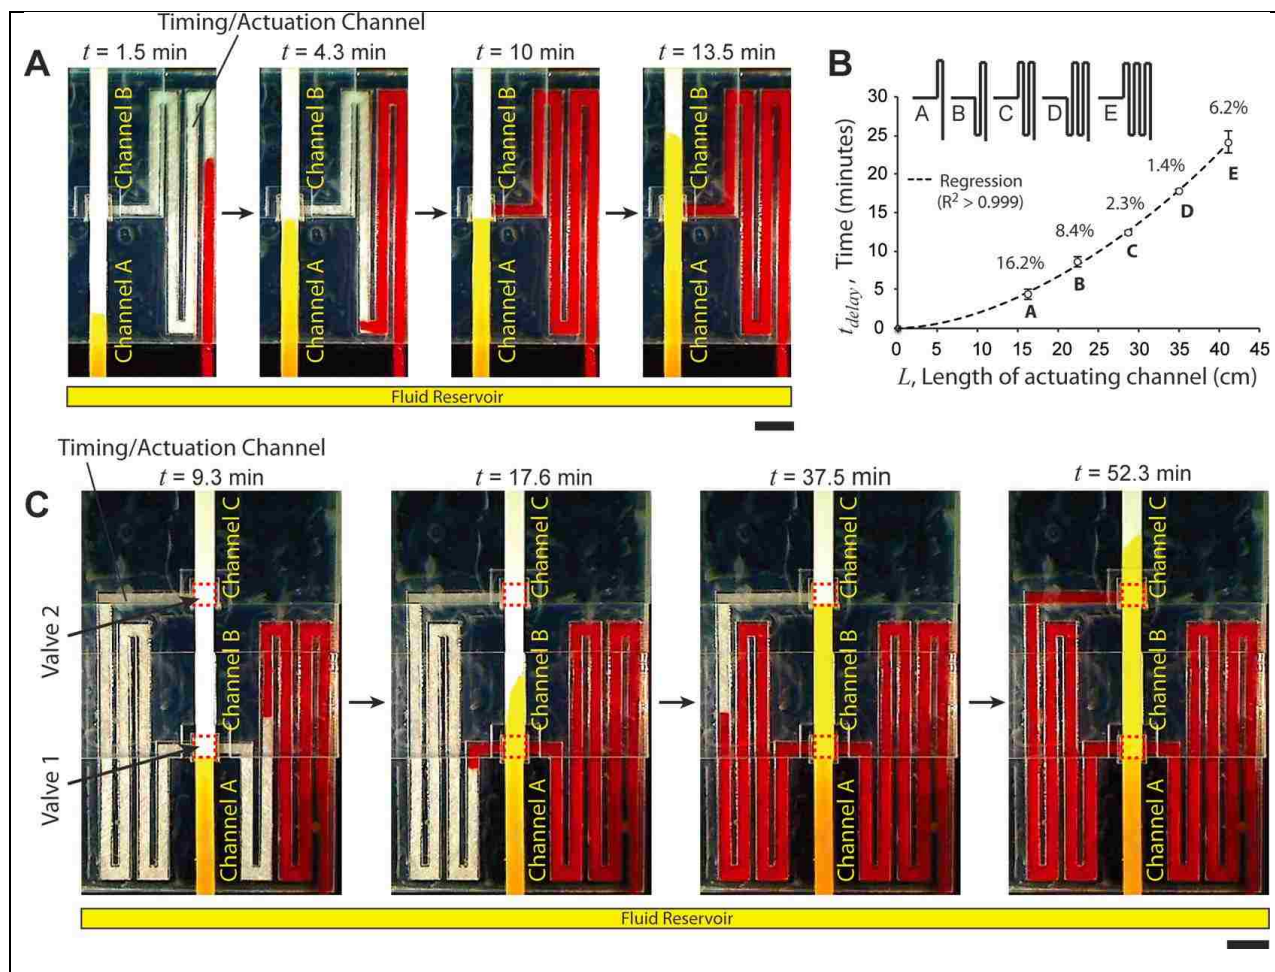 Timing/Actuation Channel
A
t = 1.5 min
t = 4.3 min
t = 10 min
t = 13.5 min
Channel B
Channel A
Channel B
Channel A
Channel B
Channel A
Channel B
Channel A
Fluid Reservoir
B
A B C D E
30
25
20
15
10
5
0
t_delay, Time (minutes)
Regression
(R² > 0.999)
16.2%
8.4%
2.3%
1.4%
6.2%
A
B
C
D
E
0 5 10 15 20 25 30 35 40 45
L, Length of actuating channel (cm)
Timing/Actuation Channel
C
t = 9.3 min
t = 17.6 min
t = 37.5 min
t = 52.3 min
Valve 2
Valve 1
Channel C
Channel B
Channel A
Channel C
Channel B
Channel A
Channel C
Channel B
Channel A
Channel C
Channel B
Channel A
Fluid Reservoir